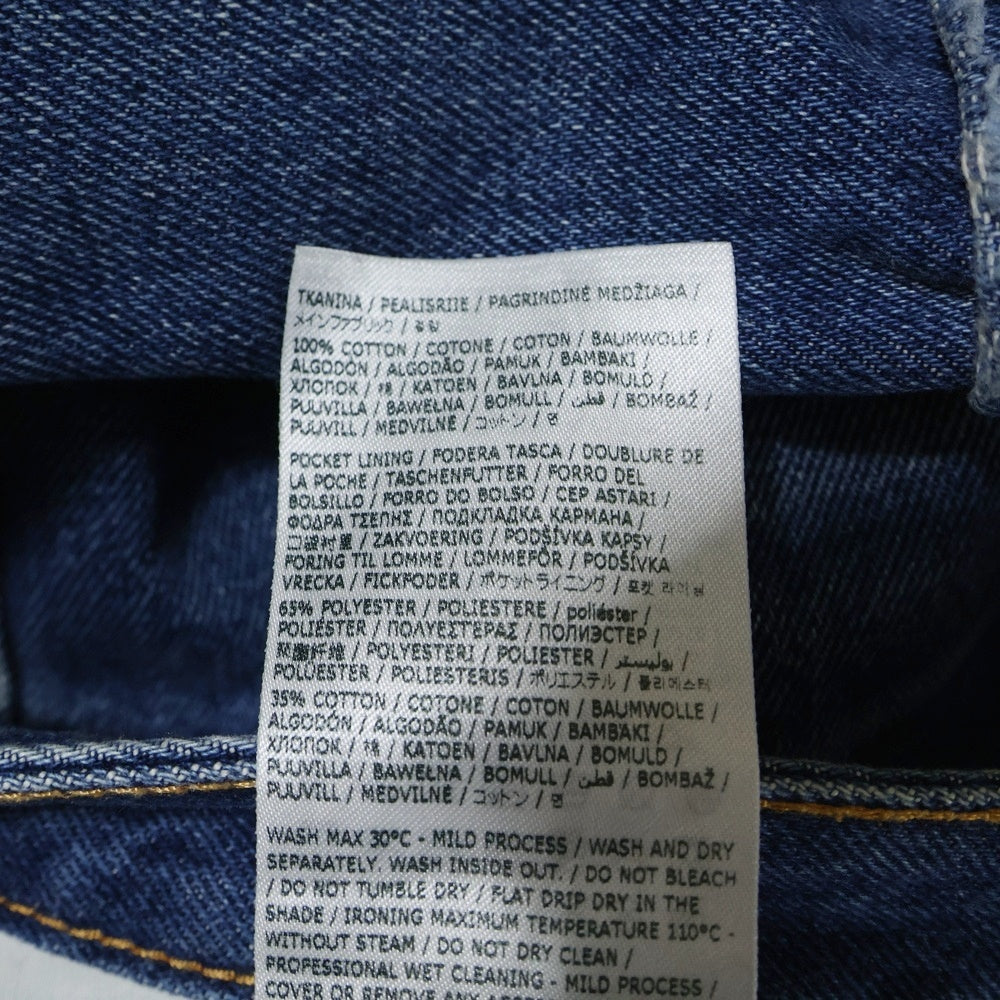 TKANINA / PEALISRIIE / PAGRINDINĖ MEDŽIAGA /
メインファブリック / 원단
100% COTTON / COTONE / COTON / BAUMWOLLE /
ALGODÓN / ALGODÃO / PAMUK / BAMBAKI /
ХЛОПОК / 棉 / KATOEN / BAVLNA / BOMULD /
PUUVILLA / BAWEŁNA / BOMULL / قطن / BOMBAŽ /
PUUVILL / MEDVILNĖ / コットン / 면
POCKET LINING / FODERA TASCA / DOUBLURE DE
LA POCHE / TASCHENFUTTER / FORRO DEL
BOLSILLO / FORRO DO BOLSO / CEP ASTARI /
ΦΟΔΡΑ ΤΣΕΠΗΣ / ПОДКЛАДКА КАРМАНА /
口袋衬里 / ZAKVOERING / PODŠÍVKA KAPSY /
FORING TIL LOMME / LOMMEFÔR / PODŠÍVKA
VRECKA / FICKFODER / ポケットライニング / 포켓 라이닝
65% POLYESTER / POLIESTERE / poliéster /
POLIÉSTER / ΠΟΛΥΕΣΤΕΡΑΣ / ПОЛИЭСТЕР /
聚酯纤维 / POLYESTERI / POLIESTER / بوليستر /
POLUESTER / POLIESTERIS / ポリエステル / 폴리에스터
35% COTTON / COTONE / COTON / BAUMWOLLE /
ALGODÓN / ALGODÃO / PAMUK / BAMBAKI /
ХЛОПОК / 棉 / KATOEN / BAVLNA / BOMULD /
PUUVILLA / BAWEŁNA / BOMULL / قطن / BOMBAŽ /
PUUVILL / MEDVILNĖ / コットン / 면
WASH MAX 30°C - MILD PROCESS / WASH AND DRY
SEPARATELY. WASH INSIDE OUT. / DO NOT BLEACH
/ DO NOT TUMBLE DRY / FLAT DRIP DRY IN THE
SHADE / IRONING MAXIMUM TEMPERATURE 110°C -
WITHOUT STEAM / DO NOT DRY CLEAN /
PROFESSIONAL WET CLEANING - MILD PROCESS /
COVER OR REMOVE ANY